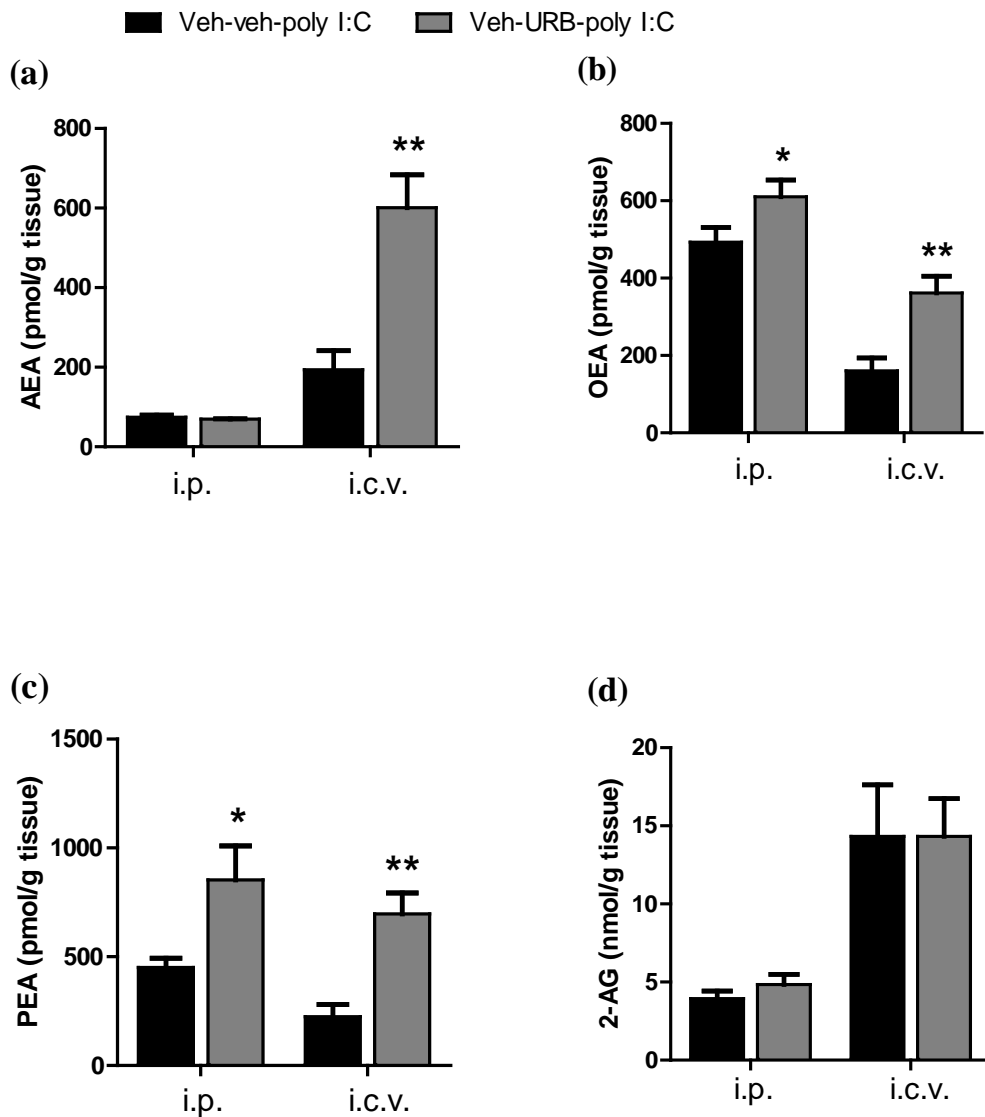 Veh-veh-poly I:C Veh-URB-poly I:C
(a)
AEA (pmol/g tissue)
800
600
400
200
0
**
i.p. i.c.v.
(b)
OEA (pmol/g tissue)
800
600
400
200
0
*
**
i.p. i.c.v.
(c)
PEA (pmol/g tissue)
1500
1000
500
0
*
**
i.p. i.c.v.
(d)
2-AG (nmol/g tissue)
20
15
10
5
0
i.p. i.c.v.